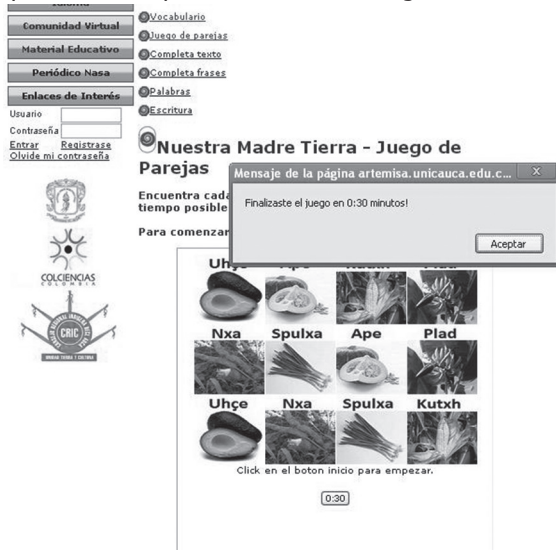 Comunidad Virtual
Material Educativo
Periódico Nasa
Enlaces de Interés
Usuario
Contraseña
Entrar Registrase
Olvide mi contraseña
COLCIENCIAS
COLOMBIA
CRIC
Vocabulario
Juego de parejas
Completa texto
Completa frases
Palabras
Escritura
Nuestra Madre Tierra - Juego de
Parejas
Encuentra cada
tiempo posible
Para comenzar
Mensaje de la página artemisa.unicauca.edu.c... X
Finalizaste el juego en 0:30 minutos!
Aceptar
Nxa Spulxa Ape Plad
Uhçe Nxa Spulxa Kutxh
Click en el boton inicio para empezar.
0:30